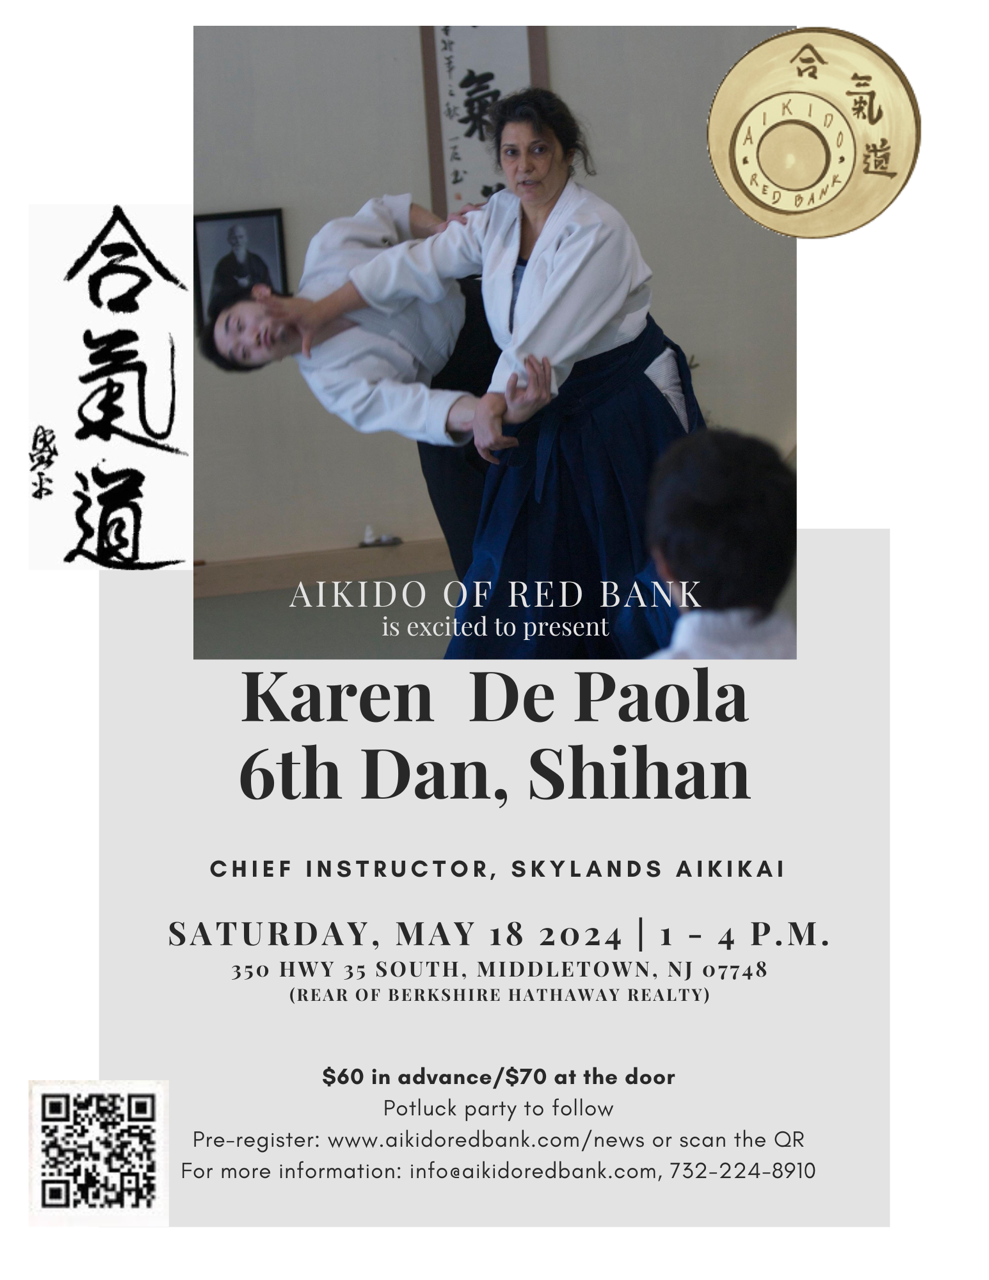 合
氣
道
AIKIDO
RED BANK
氣
合
氣
道
盛平
AIKIDO OF RED BANK
is excited to present
Karen De Paola
6th Dan, Shihan
CHIEF INSTRUCTOR, SKYLANDS AIKIKAI
SATURDAY, MAY 18 2024 | 1 - 4 P.M.
350 HWY 35 SOUTH, MIDDLETOWN, NJ 07748
(REAR OF BERKSHIRE HATHAWAY REALTY)
$60 in advance/$70 at the door
Potluck party to follow
Pre-register: www.aikidoredbank.com/news or scan the QR
For more information: info@aikidoredbank.com, 732-224-8910